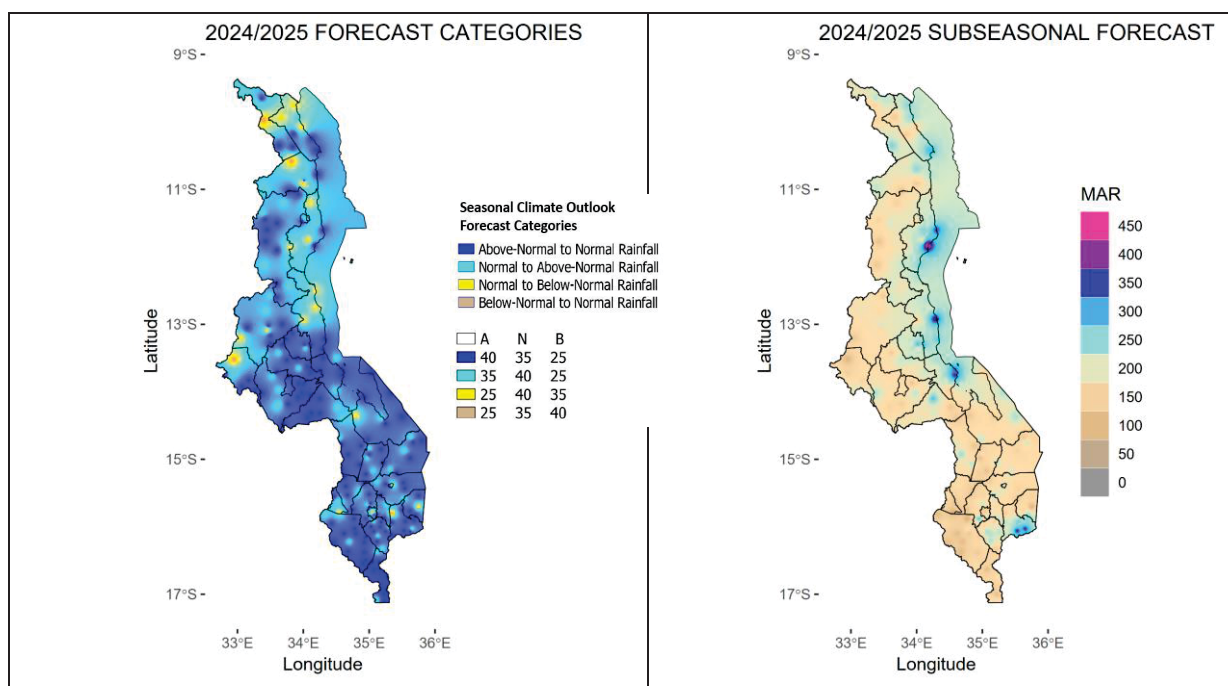 2024/2025 FORECAST CATEGORIES
9°S
11°S
13°S
15°S
17°S
Latitude
33°E 34°E 35°E 36°E
Longitude
Seasonal Climate Outlook
Forecast Categories
Above-Normal to Normal Rainfall
Normal to Above-Normal Rainfall
Normal to Below-Normal Rainfall
Below-Normal to Normal Rainfall
A N B
40 35 25
35 40 25
25 40 35
25 35 40
2024/2025 SUBSEASONAL FORECAST
9°S
11°S
13°S
15°S
17°S
Latitude
33°E 34°E 35°E 36°E
Longitude
MAR
450
400
350
300
250
200
150
100
50
0